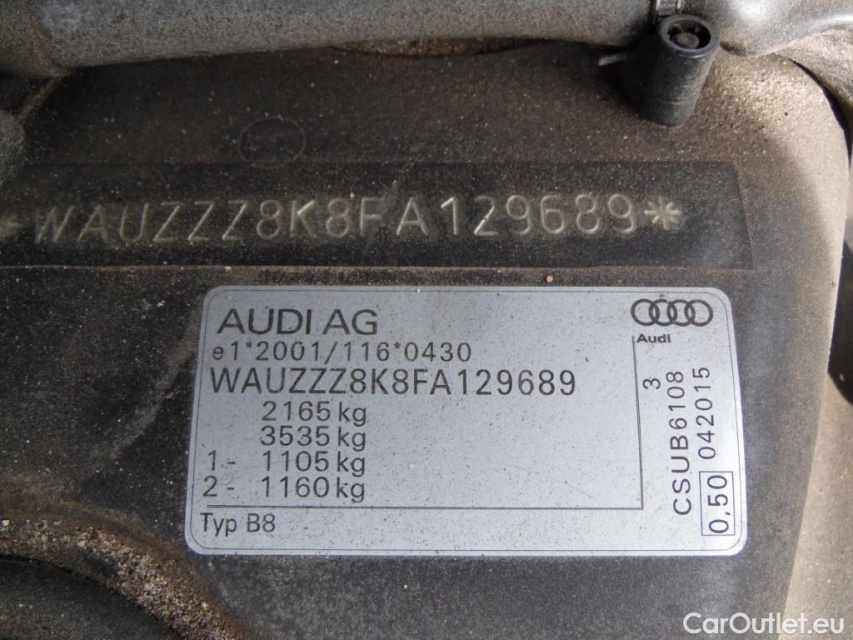 *WAUZZZ8K8FA129689*
AUDI AG
Audi
e1*2001/116*0430
WAUZZZ8K8FA129689
2165 kg
3535 kg
1- 1105 kg
2- 1160 kg
Typ B8
3
CSUB6108
042015
0,50
CarOutlet.eu